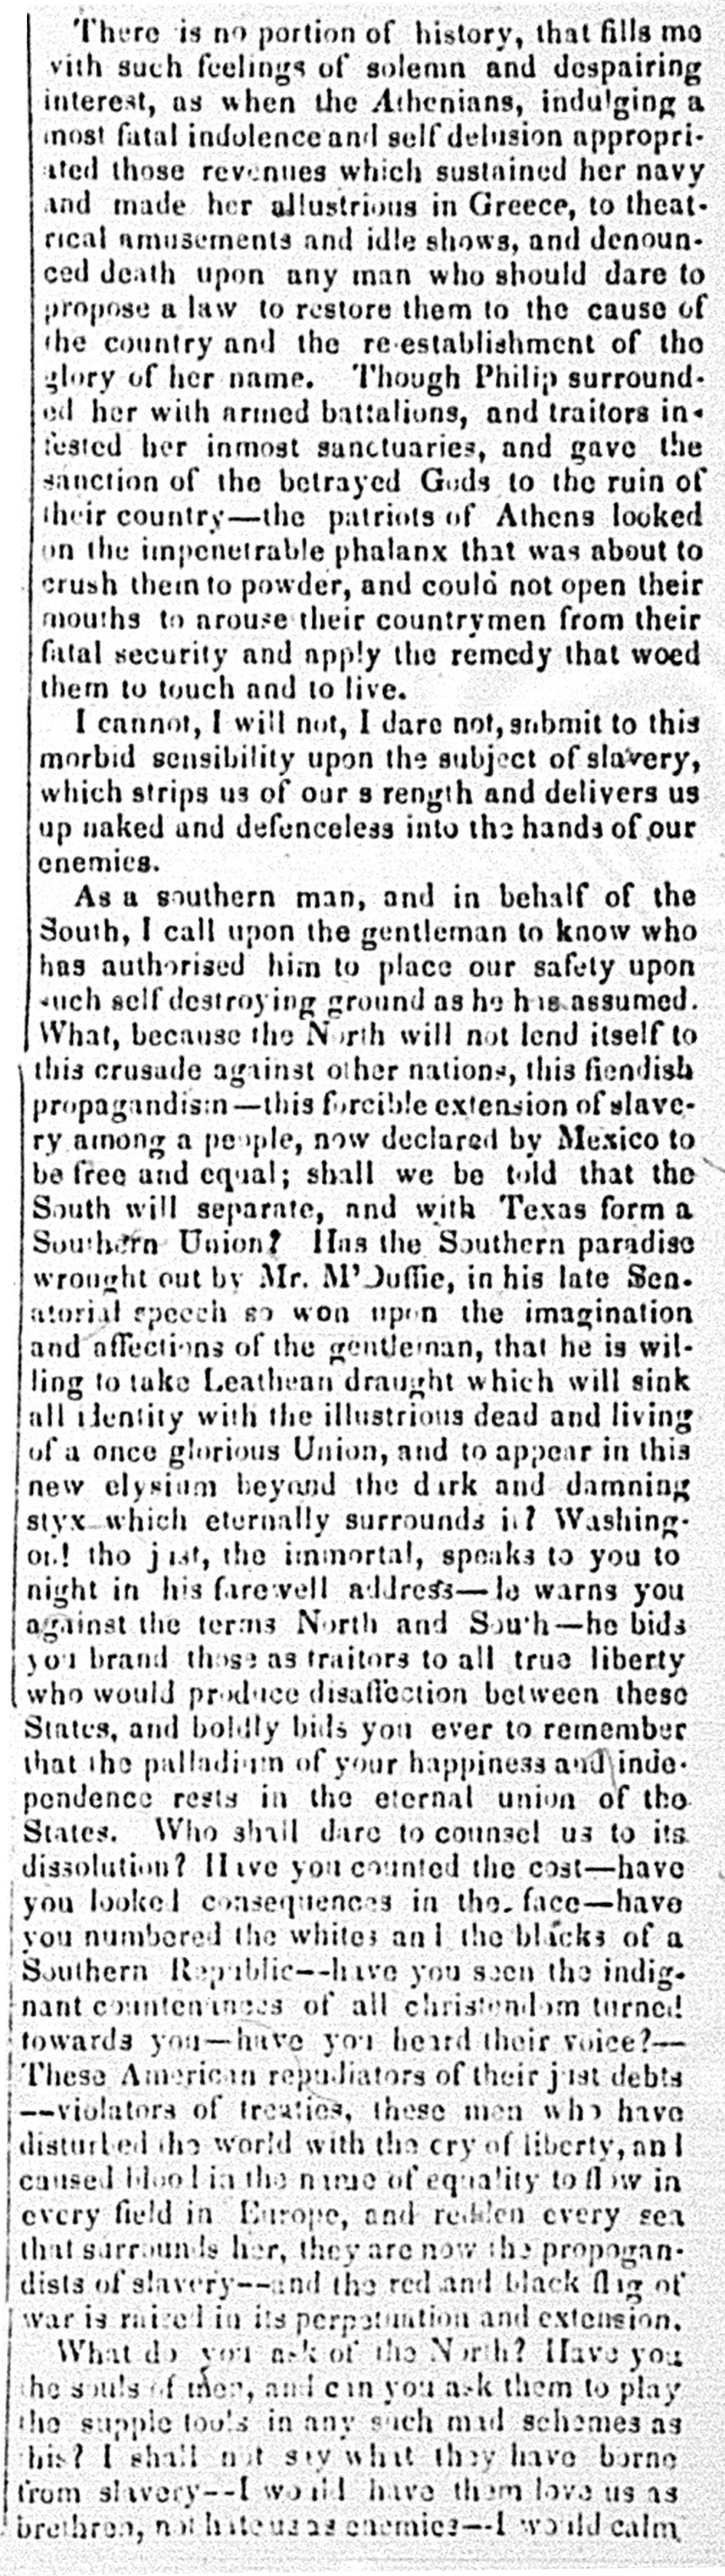 There is no portion of history, that fills me
vith such feelings of solemn and despairing
interest, as when the Athenians, indulging a
most fatal indolence and self delusion appropri-
ated those revenues which sustained her navy
and made her allustrious in Greece, to theat-
rical amusements and idle shows, and denoun-
ced death upon any man who should dare to
propose a law to restore them to the cause of
the country and the re-establishment of the
glory of her name. Though Philip surround-
ed her with armed battalions, and traitors in-
fested her inmost sanctuaries, and gave the
sanction of the betrayed Gods to the ruin of
their country—the patriots of Athens looked
on the impenetrable phalanx that was about to
crush them to powder, and could not open their
mouths to arouse their countrymen from their
fatal security and apply the remedy that woed
them to touch and to live.
I cannot, I will not, I dare not, submit to this
morbid sensibility upon the subject of slavery,
which strips us of our s rength and delivers us
up naked and defenceless into the hands of our
enemies.
As a southern man, and in behalf of the
South, I call upon the gentleman to know who
has authorised him to place our safety upon
such self destroying ground as he has assumed.
What, because the North will not lend itself to
this crusade against other nations, this fiendish
propagandism—this forcible extension of slave-
ry among a people, now declared by Mexico to
be free and equal; shall we be told that the
South will separate, and with Texas form a
Southern Union? Has the Southern paradise
wrought out by Mr. M'Duffie, in his late Sen-
atorial speech so won upon the imagination
and affections of the gentleman, that he is wil-
ling to take Leathean draught which will sink
all identity with the illustrious dead and living
of a once glorious Union, and to appear in this
new elysium beyond the dark and damning
styx which eternally surrounds it? Washing-
on! the just, the immortal, speaks to you to
night in his farewell address—he warns you
against the terms North and South—he bids
you brand those as traitors to all true liberty
who would produce disaffection between these
States, and boldly bids you ever to remember
that the palladium of your happiness and inde-
pendence rests in the eternal union of the
States. Who shall dare to counsel us to its
dissolution? Have you counted the cost—have
you looked consequences in the face—have
you numbered the whites and the blacks of a
Southern Republic--have you seen the indig-
nant countenances of all christendom turned
towards you—have you heard their voice?—
These American repudiators of their just debts
--violators of treaties, these men who have
disturbed the world with the cry of liberty, and
caused blood in the name of equality to flow in
every field in Europe, and redden every sea
that surrounds her, they are now the propogan-
dists of slavery--and the red and black flag of
war is raised in its perpetuation and extension.
What do you ask of the North? Have you
the souls of men, and can you ask them to play
the supple tools in any such mad schemes as
this? I shall not say what they have borne
from slavery--I would have them love us as
brethren, not hate us as enemies--I would calm